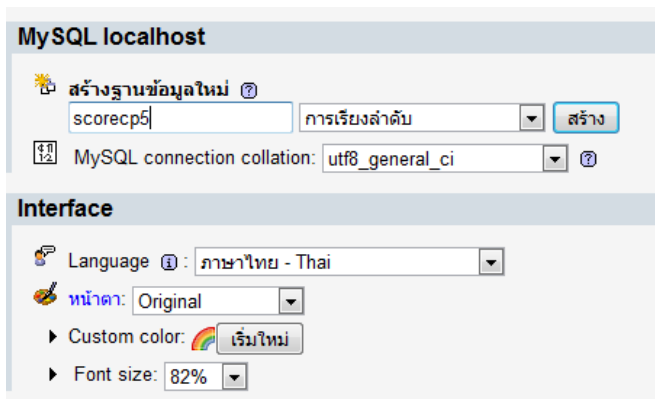 MySQL localhost
สร้างฐานข้อมูลใหม่
scorecp5 การเรียงลำดับ สร้าง
MySQL connection collation: utf8_general_ci
Interface
Language : ภาษาไทย - Thai
หน้าตา: Original
Custom color: เริ่มใหม่
Font size: 82%